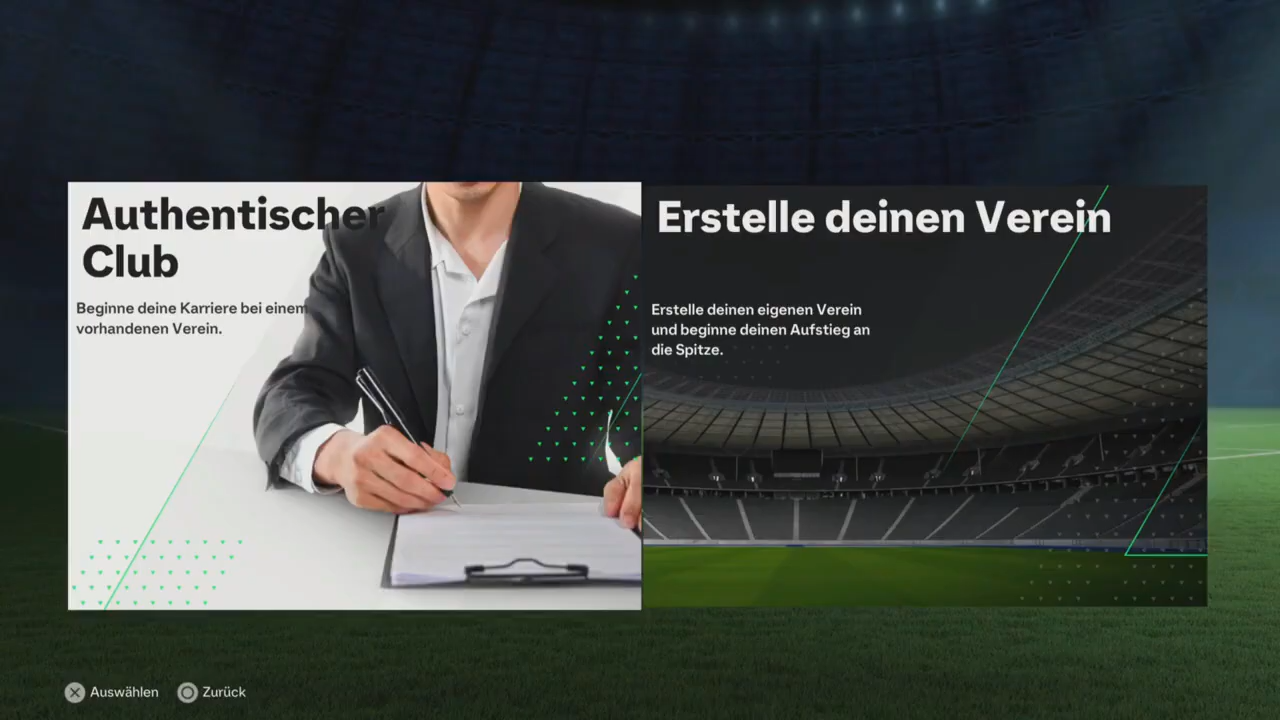 Authentischer
Club
Beginne deine Karriere bei einem
vorhandenen Verein.
Erstelle deinen Verein
Erstelle deinen eigenen Verein
und beginne deinen Aufstieg an
die Spitze.
Auswählen
Zurück